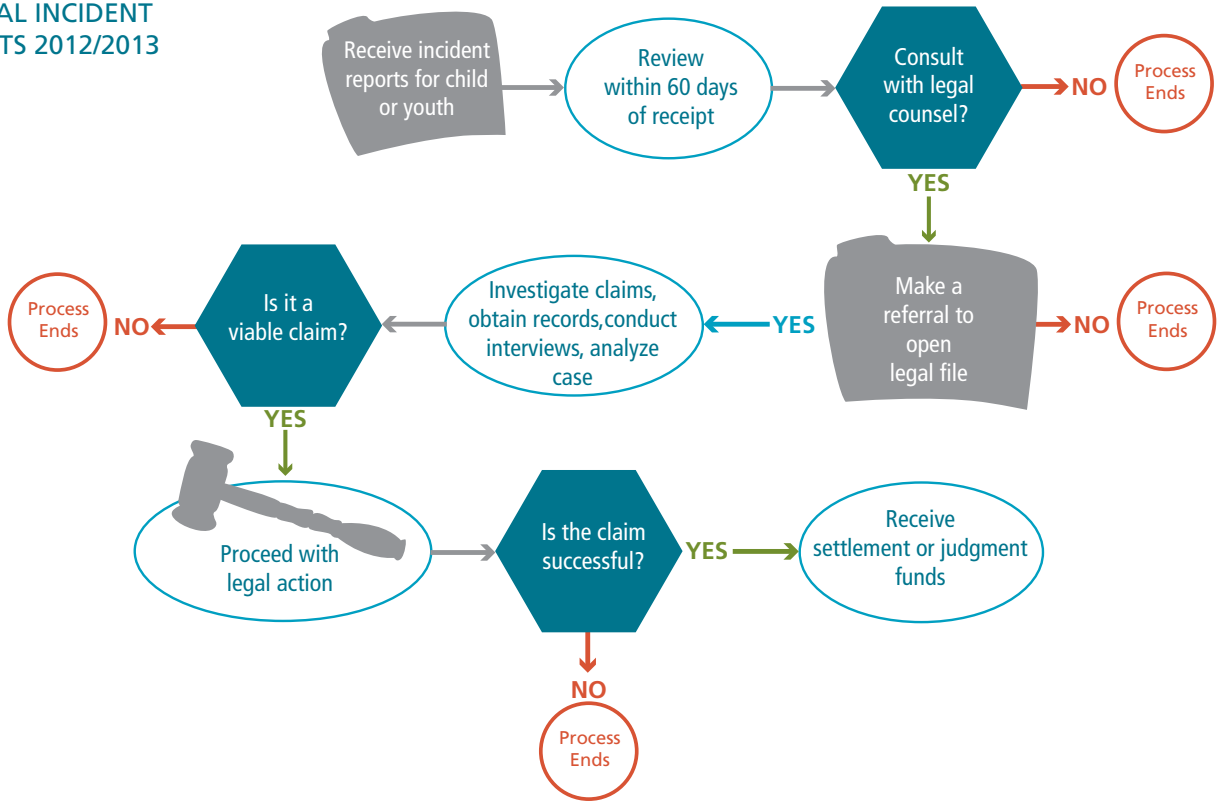 AL INCIDENT
TS 2012/2013
Receive incident
reports for child
or youth
Review
within 60 days
of receipt
Consult
with legal
counsel?
NO
Process
Ends
YES
Make a
referral to
open
legal file
NO
Process
Ends
YES
Investigate claims,
obtain records,conduct
interviews, analyze
case
Is it a
viable claim?
NO
Process
Ends
YES
Proceed with
legal action
Is the claim
successful?
YES
Receive
settlement or judgment
funds
NO
Process
Ends